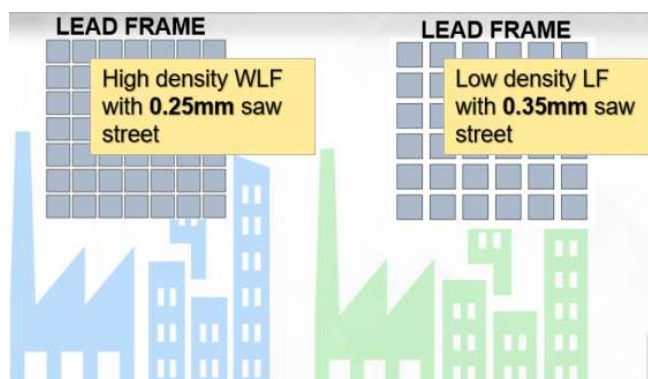 LEAD FRAME
High density WLF
with 0.25mm saw
street
LEAD FRAME
Low density LF
with 0.35mm saw
street